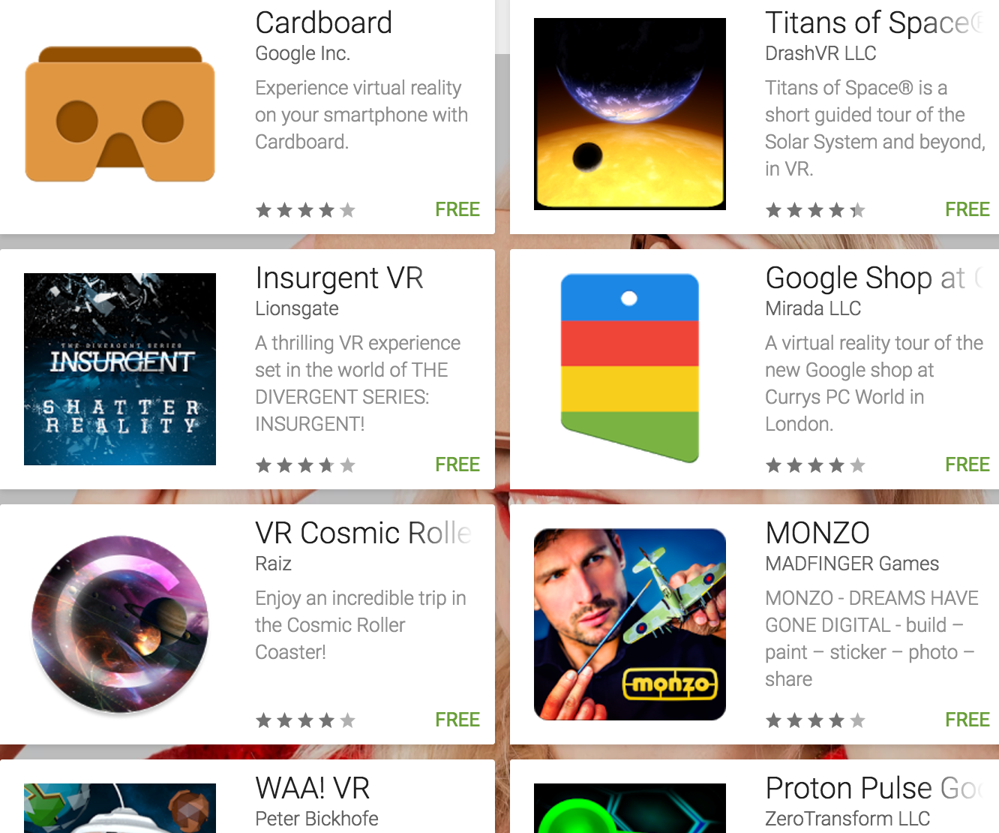 Cardboard
Google Inc.
Experience virtual reality
on your smartphone with
Cardboard.
FREE
Titans of Space®
DrashVR LLC
Titans of Space® is a
short guided tour of the
Solar System and beyond,
in VR.
FREE
THE DIVERGENT SERIES
INSURGENT
SHATTER
REALITY
Insurgent VR
Lionsgate
A thrilling VR experience
set in the world of THE
DIVERGENT SERIES:
INSURGENT!
FREE
Google Shop at
Mirada LLC
A virtual reality tour of the
new Google shop at
Currys PC World in
London.
FREE
VR Cosmic Rolle
Raiz
Enjoy an incredible trip in
the Cosmic Roller
Coaster!
FREE
monzo
MONZO
MADFINGER Games
MONZO - DREAMS HAVE
GONE DIGITAL - build –
paint – sticker – photo –
share
FREE
WAA! VR
Peter Bickhofe
Proton Pulse Goo
ZeroTransform LLC